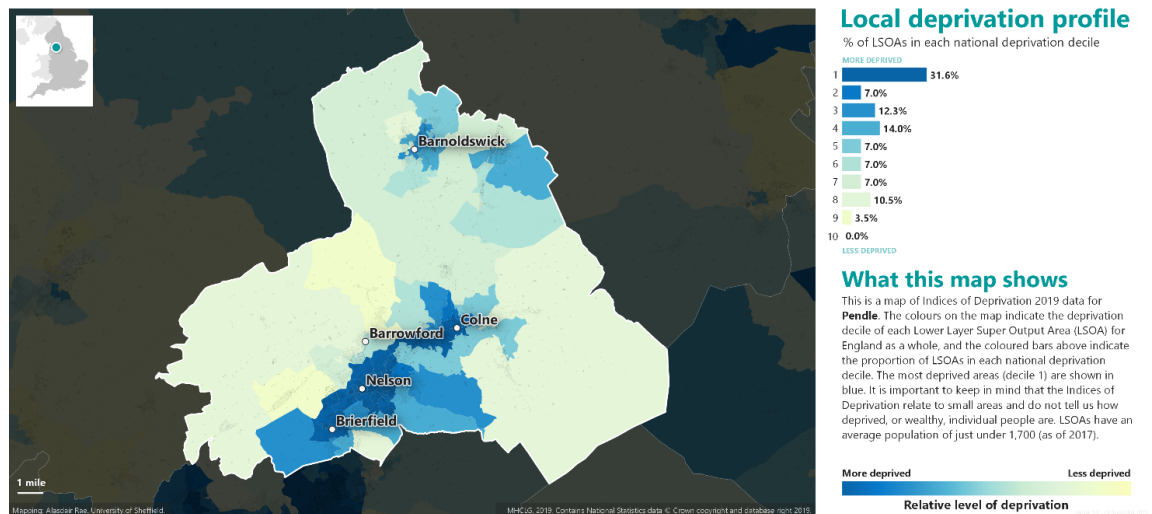 Local deprivation profile
% of LSOAs in each national deprivation decile
MORE DEPRIVED
1 31.6%
2 7.0%
3 12.3%
4 14.0%
5 7.0%
6 7.0%
7 7.0%
8 10.5%
9 3.5%
10 0.0%
LESS DEPRIVED
Barnoldswick
Colne
Barrowford
Nelson
Brierfield
What this map shows
This is a map of Indices of Deprivation 2019 data for
Pendle. The colours on the map indicate the deprivation
decile of each Lower Layer Super Output Area (LSOA) for
England as a whole, and the coloured bars above indicate
the proportion of LSOAs in each national deprivation
decile. The most deprived areas (decile 1) are shown in
blue. It is important to keep in mind that the Indices of
Deprivation relate to small areas and do not tell us how
deprived, or wealthy, individual people are. LSOAs have an
average population of just under 1,700 (as of 2017).
More deprived Less deprived
Relative level of deprivation
1 mile
Mapping: Alasdair Rae, University of Sheffield.
MHCLG, 2019. Contains National Statistics data © Crown copyright and database right 2019.